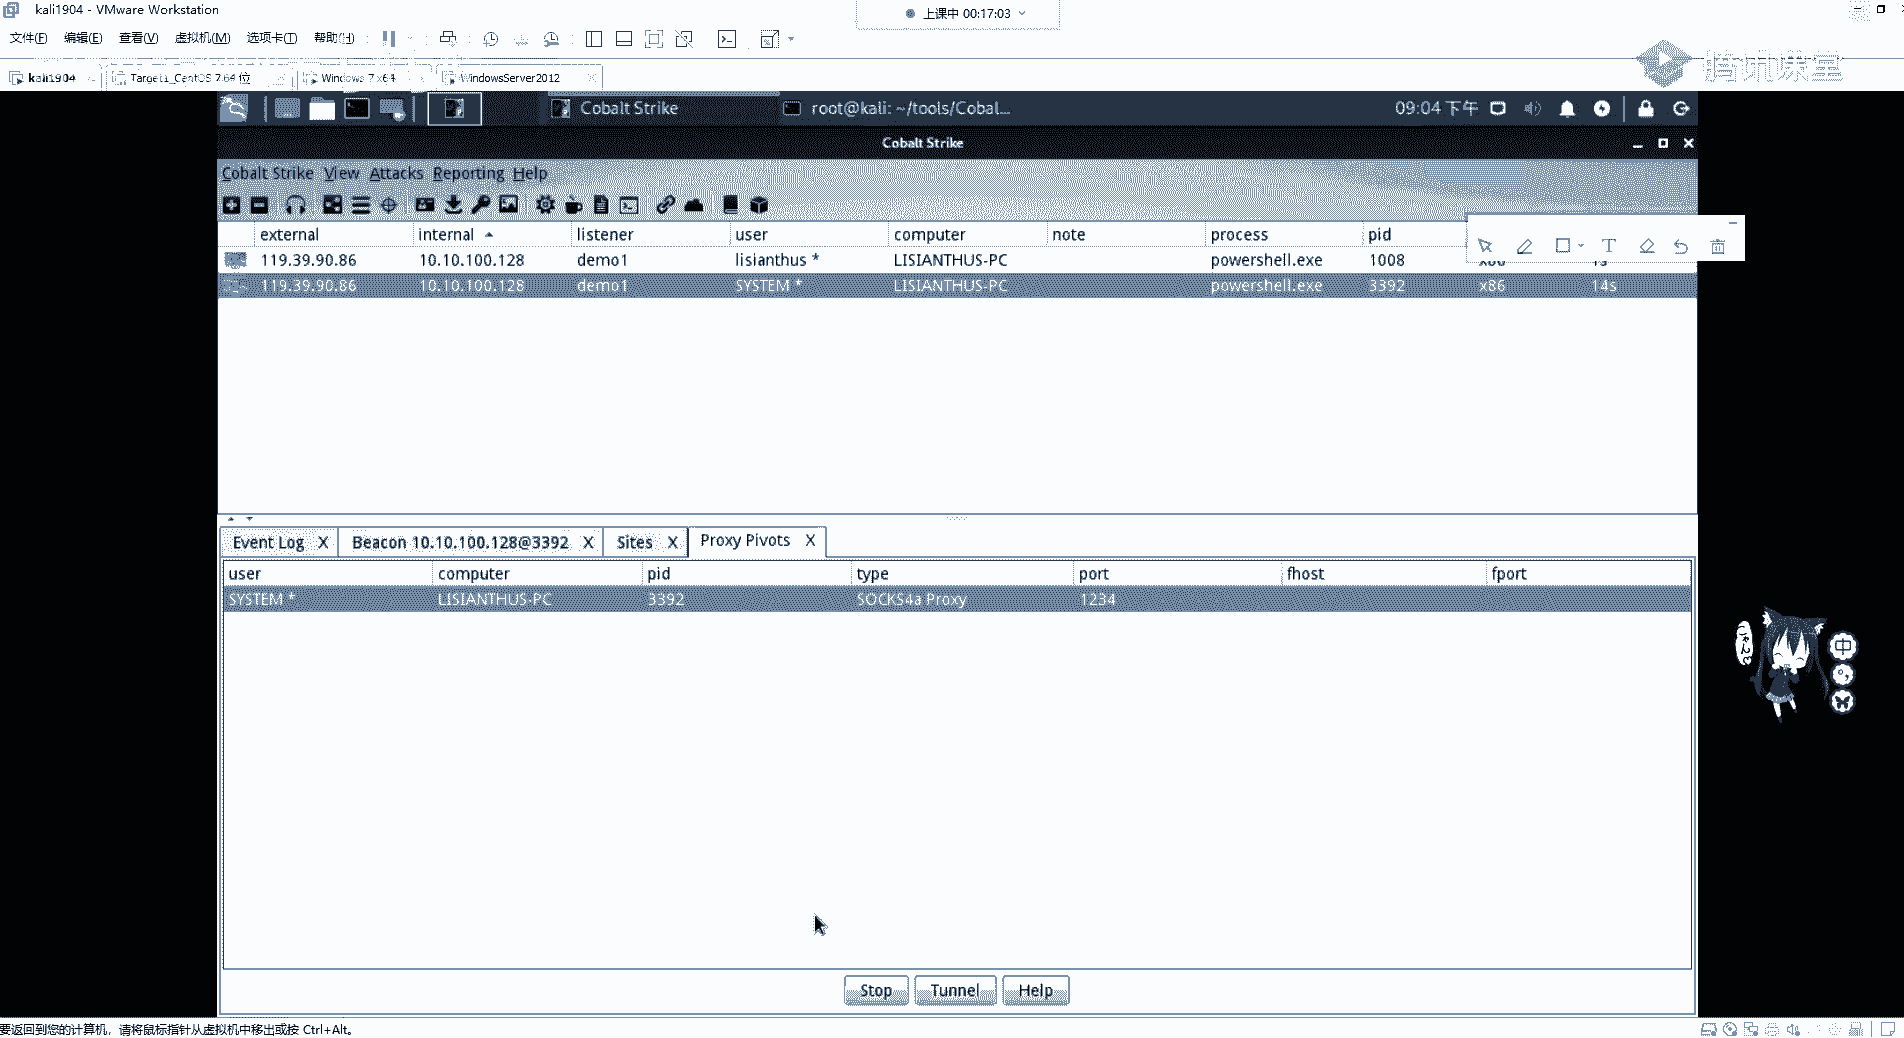 kali1904 - VMware Workstation
上课中 00:17:03
文件(F) 编辑(E) 查看(V) 虚拟机(M) 选项卡(T) 帮助(H)
kali1904 Target1_CentOS 7.64 位 Windows 7 x64 WindowsServer2012
腾讯课堂
Cobalt Strike root@kali: ~/tools/Cobal... 09:04 下午
Cobalt Strike
Cobalt Strike View Attacks Reporting Help
external internal listener user computer note process pid
119.39.90.86 10.10.100.128 demo1 lisianthus * LISIANTHUS-PC powershell.exe 1008 x86 1s
119.39.90.86 10.10.100.128 demo1 SYSTEM * LISIANTHUS-PC powershell.exe 3392 x86 14s
Event Log X Beacon 10.10.100.128@3392 X Sites X Proxy Pivots X
user computer pid type port fhost fport
SYSTEM * LISIANTHUS-PC 3392 SOCKS4a Proxy 1234
中
Stop Tunnel Help
要返回到您的计算机，请将鼠标指针从虚拟机中移出或按 Ctrl+Alt。